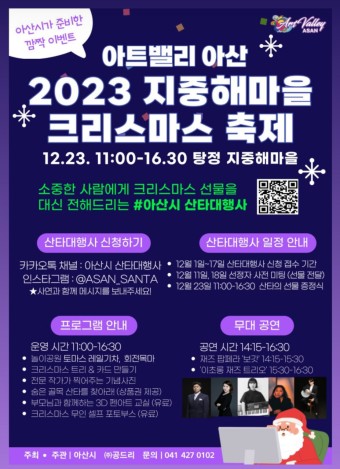 아산시가 준비한
깜짝 이벤트
Art Valley
ASAN
아트밸리 아산
2023 지중해마을
크리스마스 축제
12.23. 11:00-16.30 탕정 지중해마을
소중한 사람에게 크리스마스 선물을
대신 전해드리는 #아산시 산타대행사
산타대행사 신청하기
카카오톡 채널 : 아산시 산타대행사
인스타그램 : @ASAN_SANTA
★사연과 함께 메시지를 보내주세요!
산타대행사 일정 안내
• 12월 1일~17일 산타대행사 신청 접수 기간
• 12월 11일, 18일 선정자 사전 미팅 (선물 전달)
• 12월 23일 11:00-16:30 산타의 선물 증정식
프로그램 안내
운영 시간 11:00-16:30
• 놀이공원 토마스 레일기차, 회전목마
• 크리스마스 트리 & 카드 만들기
• 전문 작가가 찍어주는 기념사진
• 숨은 골목 산타를 찾아라! (상품권 제공)
• 부모님과 함께하는 3D 펜아트 교실 (유료)
• 크리스마스 무인 셀프 포토부스 (유료)
무대 공연
공연 시간 14:15-16:30
• 재즈 팝페라 '보깃' 14:15-15:30
• '이초롱 재즈 트리오' 15:30-16:30
주최 • 주관 | 아산시 ㈜공드리 문의 | 041 427 0102